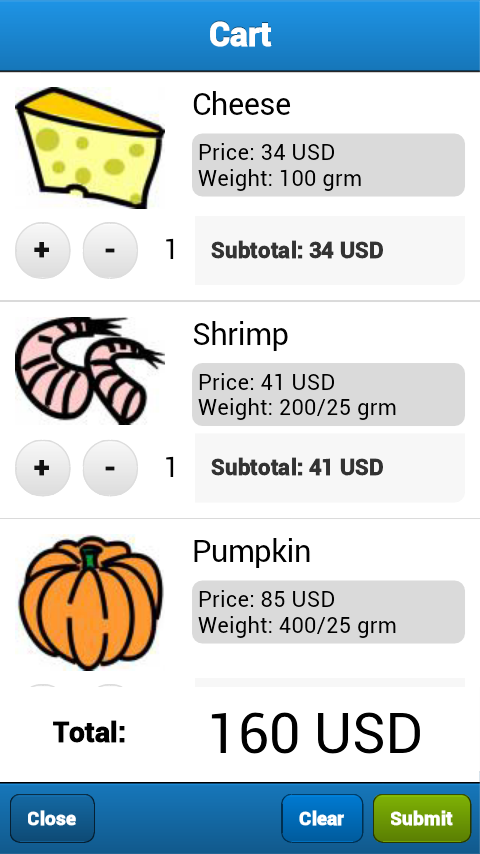 Cart
Cheese
Price: 34 USD
Weight: 100 grm
+ - 1 Subtotal: 34 USD
Shrimp
Price: 41 USD
Weight: 200/25 grm
+ - 1 Subtotal: 41 USD
Pumpkin
Price: 85 USD
Weight: 400/25 grm
Total: 160 USD
Close Clear Submit